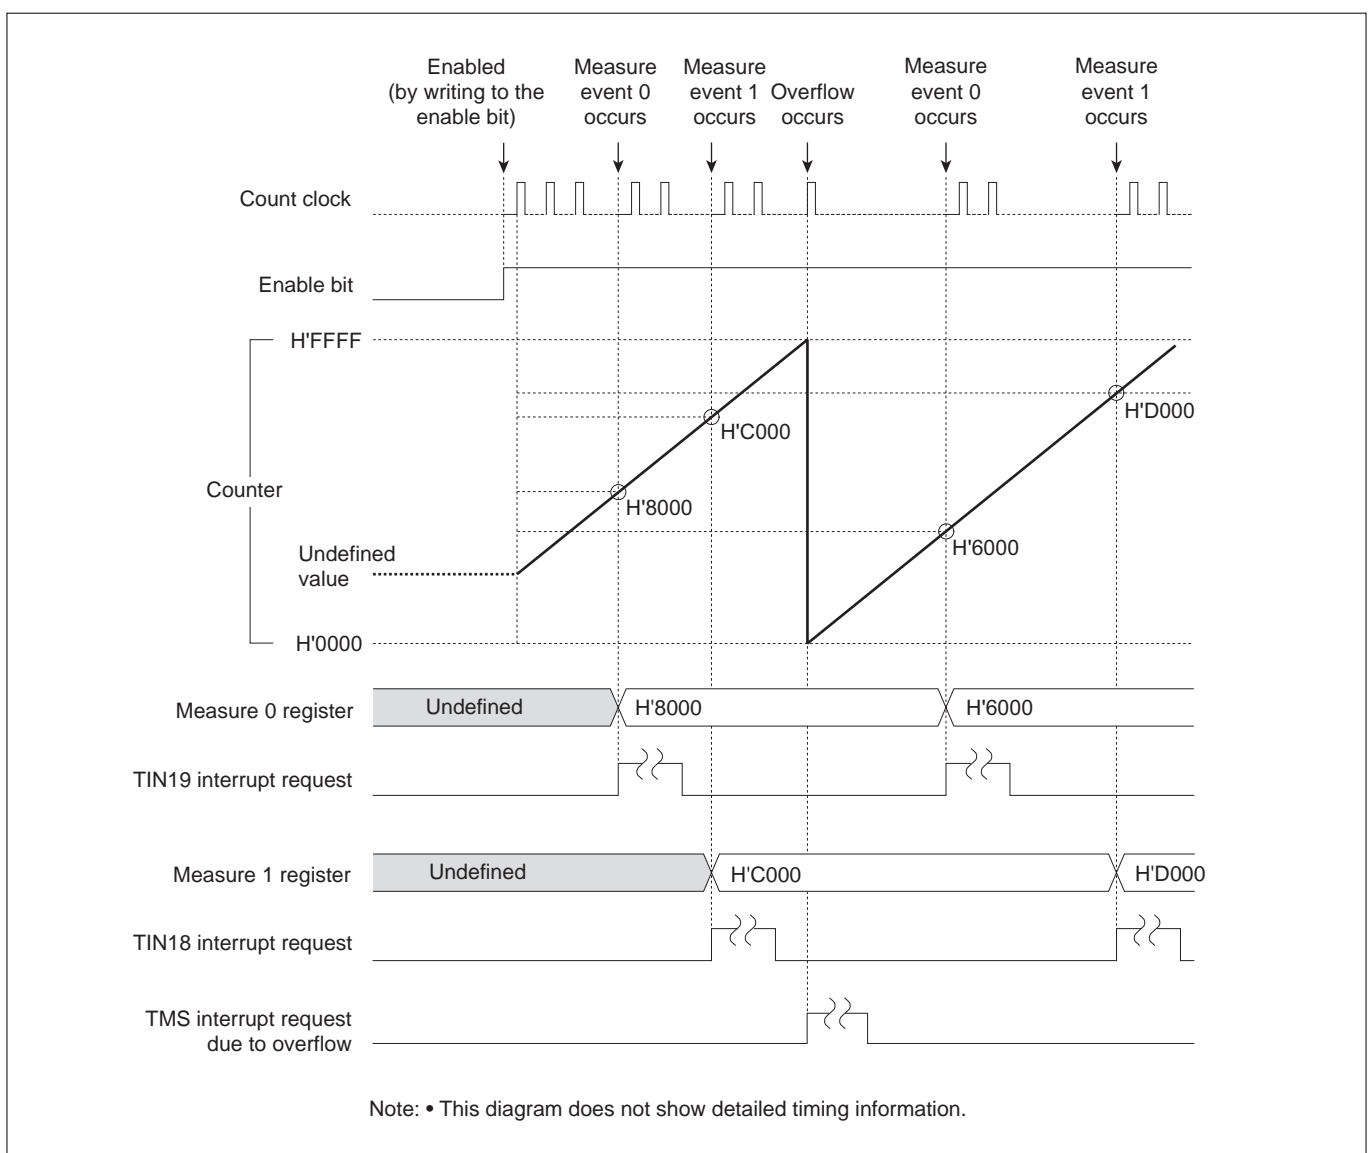 Enabled
(by writing to the
enable bit)
Measure
event 0
occurs
Measure
event 1
occurs
Overflow
occurs
Measure
event 0
occurs
Measure
event 1
occurs
Count clock
Enable bit
H'FFFF
H'D000
H'C000
Counter
H'8000
H'6000
Undefined
value
H'0000
Measure 0 register
Undefined
H'8000
H'6000
TIN19 interrupt request
Measure 1 register
Undefined
H'C000
H'D000
TIN18 interrupt request
TMS interrupt request
due to overflow
Note: • This diagram does not show detailed timing information.